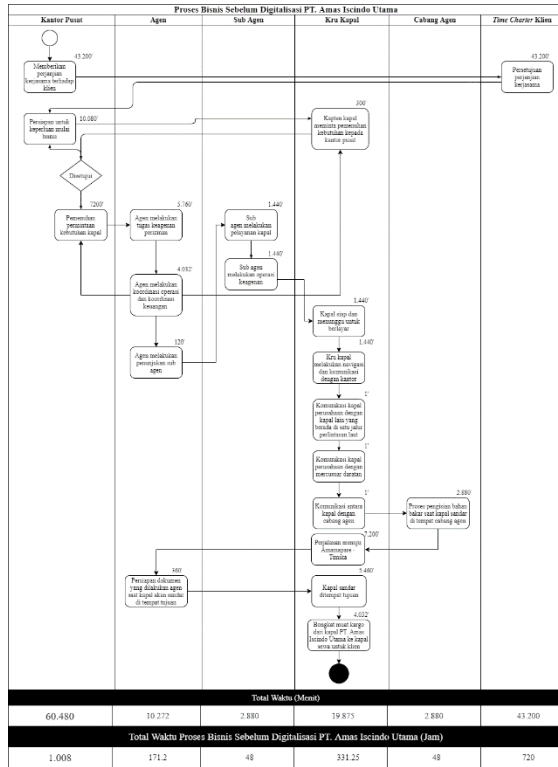 Proses Bisnis Sebelum Digitalisasi PT. Amas Iscindo Utama
Kantor Pusat
Agen
Sub Agen
Kru Kapal
Cabang Agen
Time Charter Klien
43.200'
Memberikan
perjanjian
kerjasama terhadap
klien
43.200'
Persetujuan
perjanjian
kerjasama
Persiapan untuk
keperluan mulai
bisnis
10.080'
300'
Kapten kapal
meminta pemenuhan
kebutuhan kepada
kantor pusat
Disetujui
7200'
Pemenuhan
permintaan
kebutuhan kapal
5.760'
Agen melakukan
tugas keagenan
perizinan
1.440'
Sub
agen melakukan
pelayanan kapal
1.440'
Sub agen
melakukan operasi
keagenan
4.032'
Agen melakukan
koordinasi operasi
dan koordinasi
keuangan
120'
Agen melakukan
penunjukan sub
agen
1.440'
Kapal siap dan
menunggu untuk
berlayar
1.440'
Kru kapal
melakukan navigasi
dan komunikasi
dengan kantor
1'
Komunikasi kapal
perusahaan dengan
kapal lain yang
berada di satu jalur
perlintasan laut
1'
Komunikasi kapal
perusahaan dengan
mercusuar daratan
1'
Komunikasi antara
kapal dengan
cabang agen
2.880'
Proses pengisian bahan
bakar saat kapal sandar
di tempat cabang agen
7.200'
Perjalanan menuju
Amamapare -
Timika
360'
Persiapan dokumen
yang dilakukan agen
saat kapal akan sandar
di tempat tujuan
5.460'
Kapal sandar
ditempat tujuan
4.032'
Bongkat muat kargo
dari kapal PT. Amas
Iscindo Utama ke kapal
sewa untuk klien
Total Waktu (Menit)
60.480
10.272
2.880
19.875
2.880
43.200
Total Waktu Proses Bisnis Sebelum Digitalisasi PT. Amas Iscindo Utama (Jam)
1.008
171.2
48
331.25
48
720